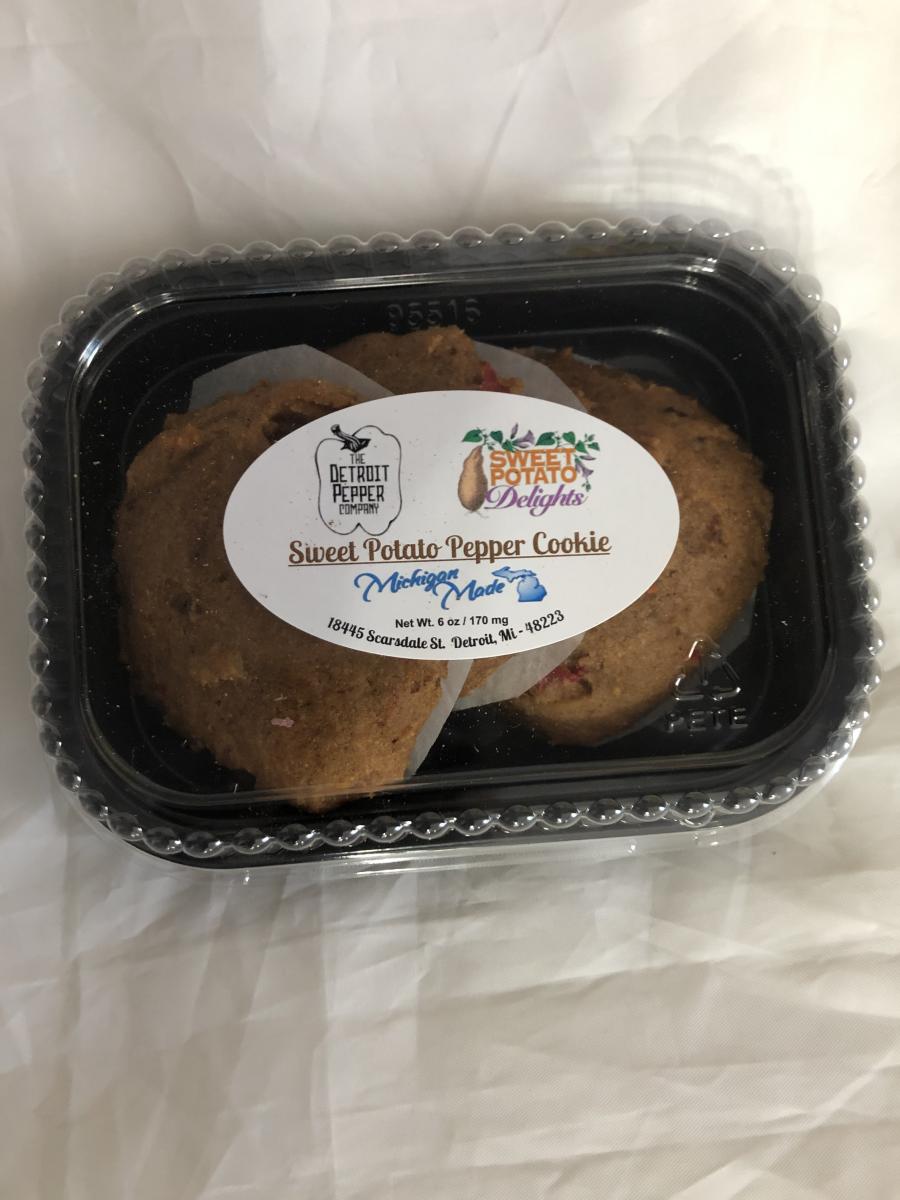 95516
THE
DETROIT
PEPPER
COMPANY
SWEET
POTATO
Delights
Sweet Potato Pepper Cookie
Michigan
Made
Net Wt. 6 oz / 170 mg
18445 Scarsdale St. Detroit, Mi - 48223
PETE